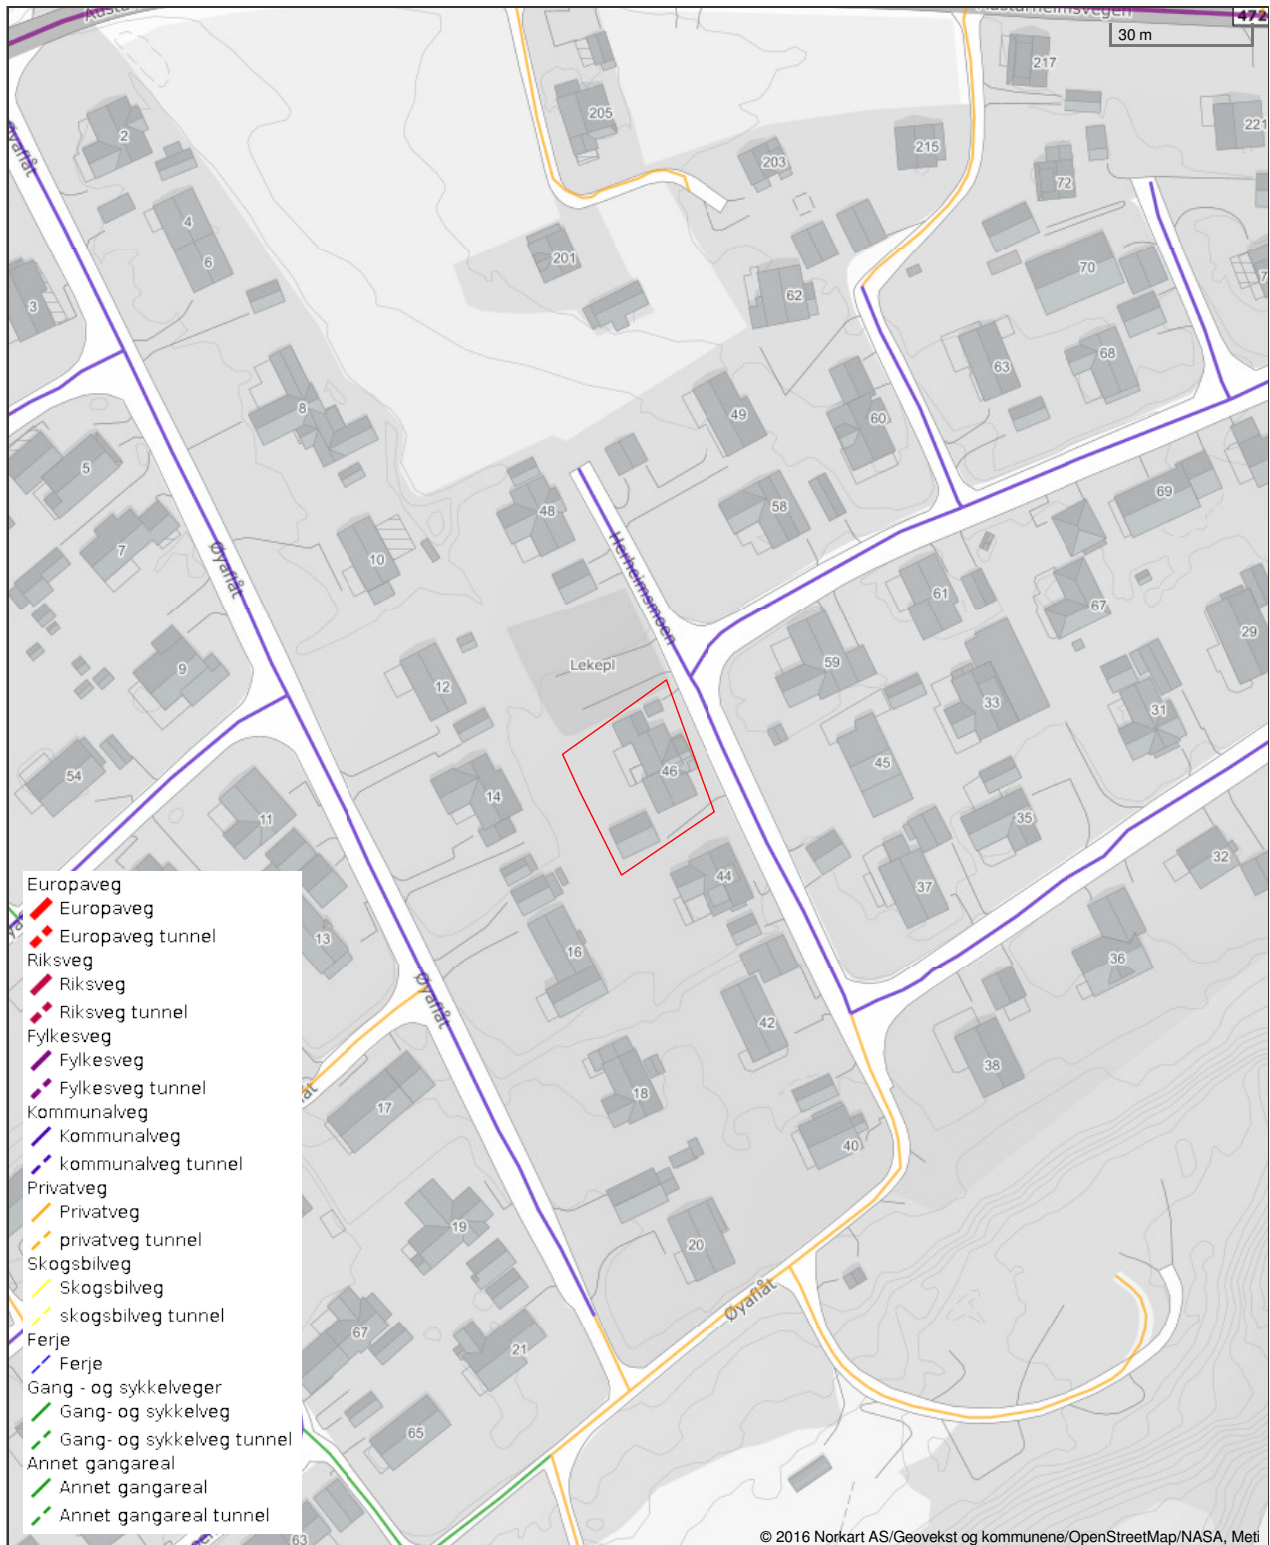 472
30 m
217
205
221
2
215
203
72
4
201
6
70
62
3
68
63
8
49
60
5
69
58
48
7
Øyaflåt
10
Herheimsmoen
61
67
29
59
Lekepl
9
12
33
31
45
46
54
14
11
35
32
44
37
13
16
36
Øyaflåt
42
38
18
17
40
19
20
Øyaflåt
67
21
65
63
Europaveg
Europaveg
Europaveg tunnel
Riksveg
Riksveg
Riksveg tunnel
Fylkesveg
Fylkesveg
Fylkesveg tunnel
Kommunalveg
Kommunalveg
kommunalveg tunnel
Privatveg
Privatveg
privatveg tunnel
Skogsbilveg
Skogsbilveg
skogsbilveg tunnel
Ferje
Ferje
Gang - og sykkelveger
Gang- og sykkelveg
Gang- og sykkelveg tunnel
Annet gangareal
Annet gangareal
Annet gangareal tunnel
© 2016 Norkart AS/Geovekst og kommunene/OpenStreetMap/NASA, Meti